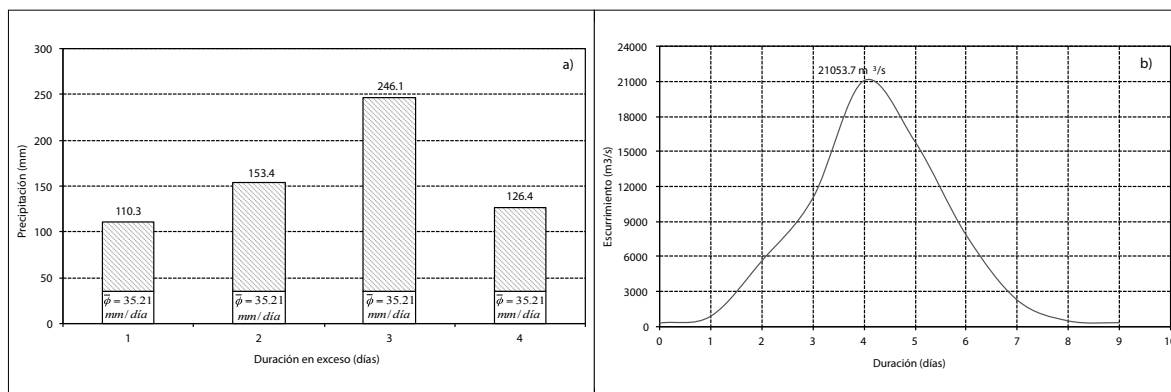 a)
Precipitación (mm)
300
250
200
150
100
50
0
110.3
153.4
246.1
126.4
φ̅ = 35.21
mm / día
φ̅ = 35.21
mm / día
φ̅ = 35.21
mm / día
φ̅ = 35.21
mm / día
1 2 3 4
Duración en exceso (días)
b)
Escurrimiento (m3/s)
24000
21000
18000
15000
12000
9000
6000
3000
0
21053.7 m ³/s
0 1 2 3 4 5 6 7 8 9 10
Duración (días)